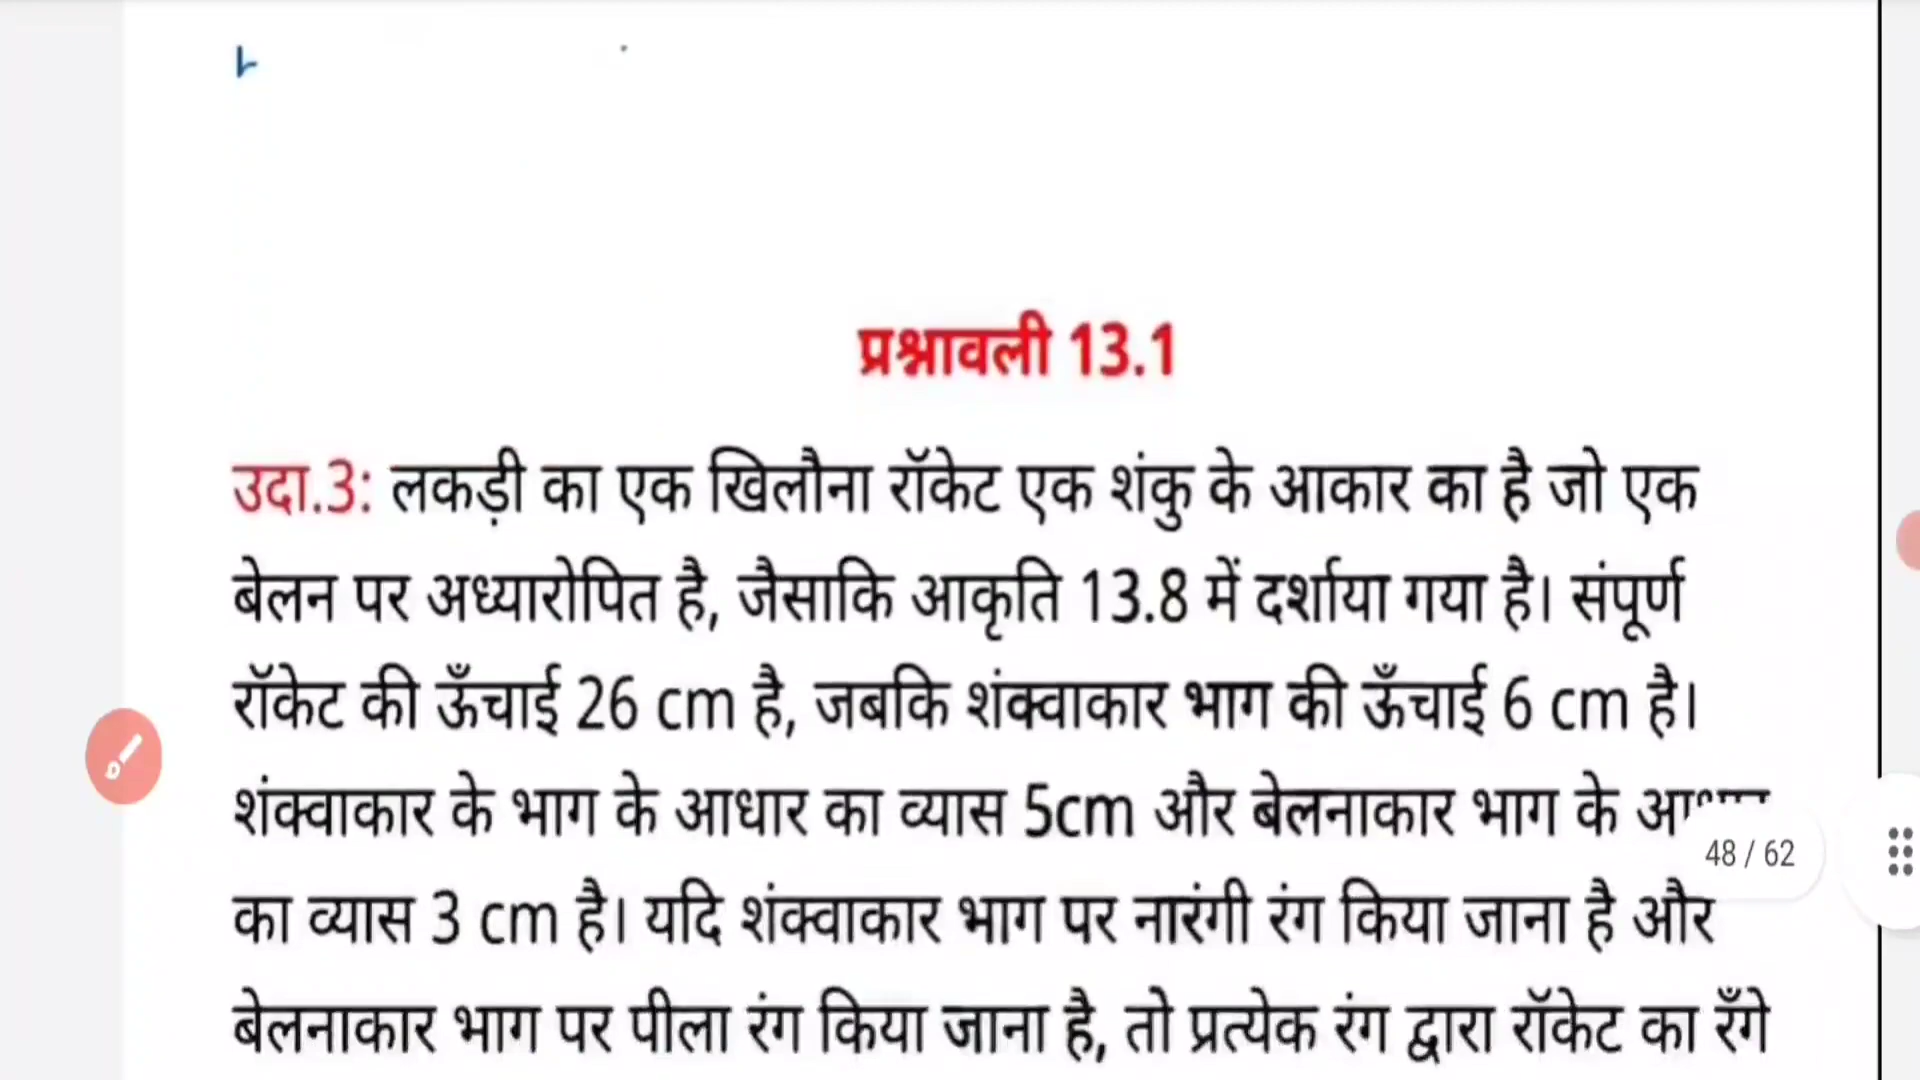 प्रश्नावली 13.1
उदा.3: लकड़ी का एक खिलौना रॉकेट एक शंकु के आकार का है जो एक
बेलन पर अध्यारोपित है, जैसाकि आकृति 13.8 में दर्शाया गया है। संपूर्ण
रॉकेट की ऊँचाई 26 cm है, जबकि शंक्वाकार भाग की ऊँचाई 6 cm है।
शंक्वाकार के भाग के आधार का व्यास 5cm और बेलनाकार भाग के
48 / 62
का व्यास 3 cm है। यदि शंक्वाकार भाग पर नारंगी रंग किया जाना है और
बेलनाकार भाग पर पीला रंग किया जाना है, तो प्रत्येक रंग द्वारा रॉकेट का रँगे